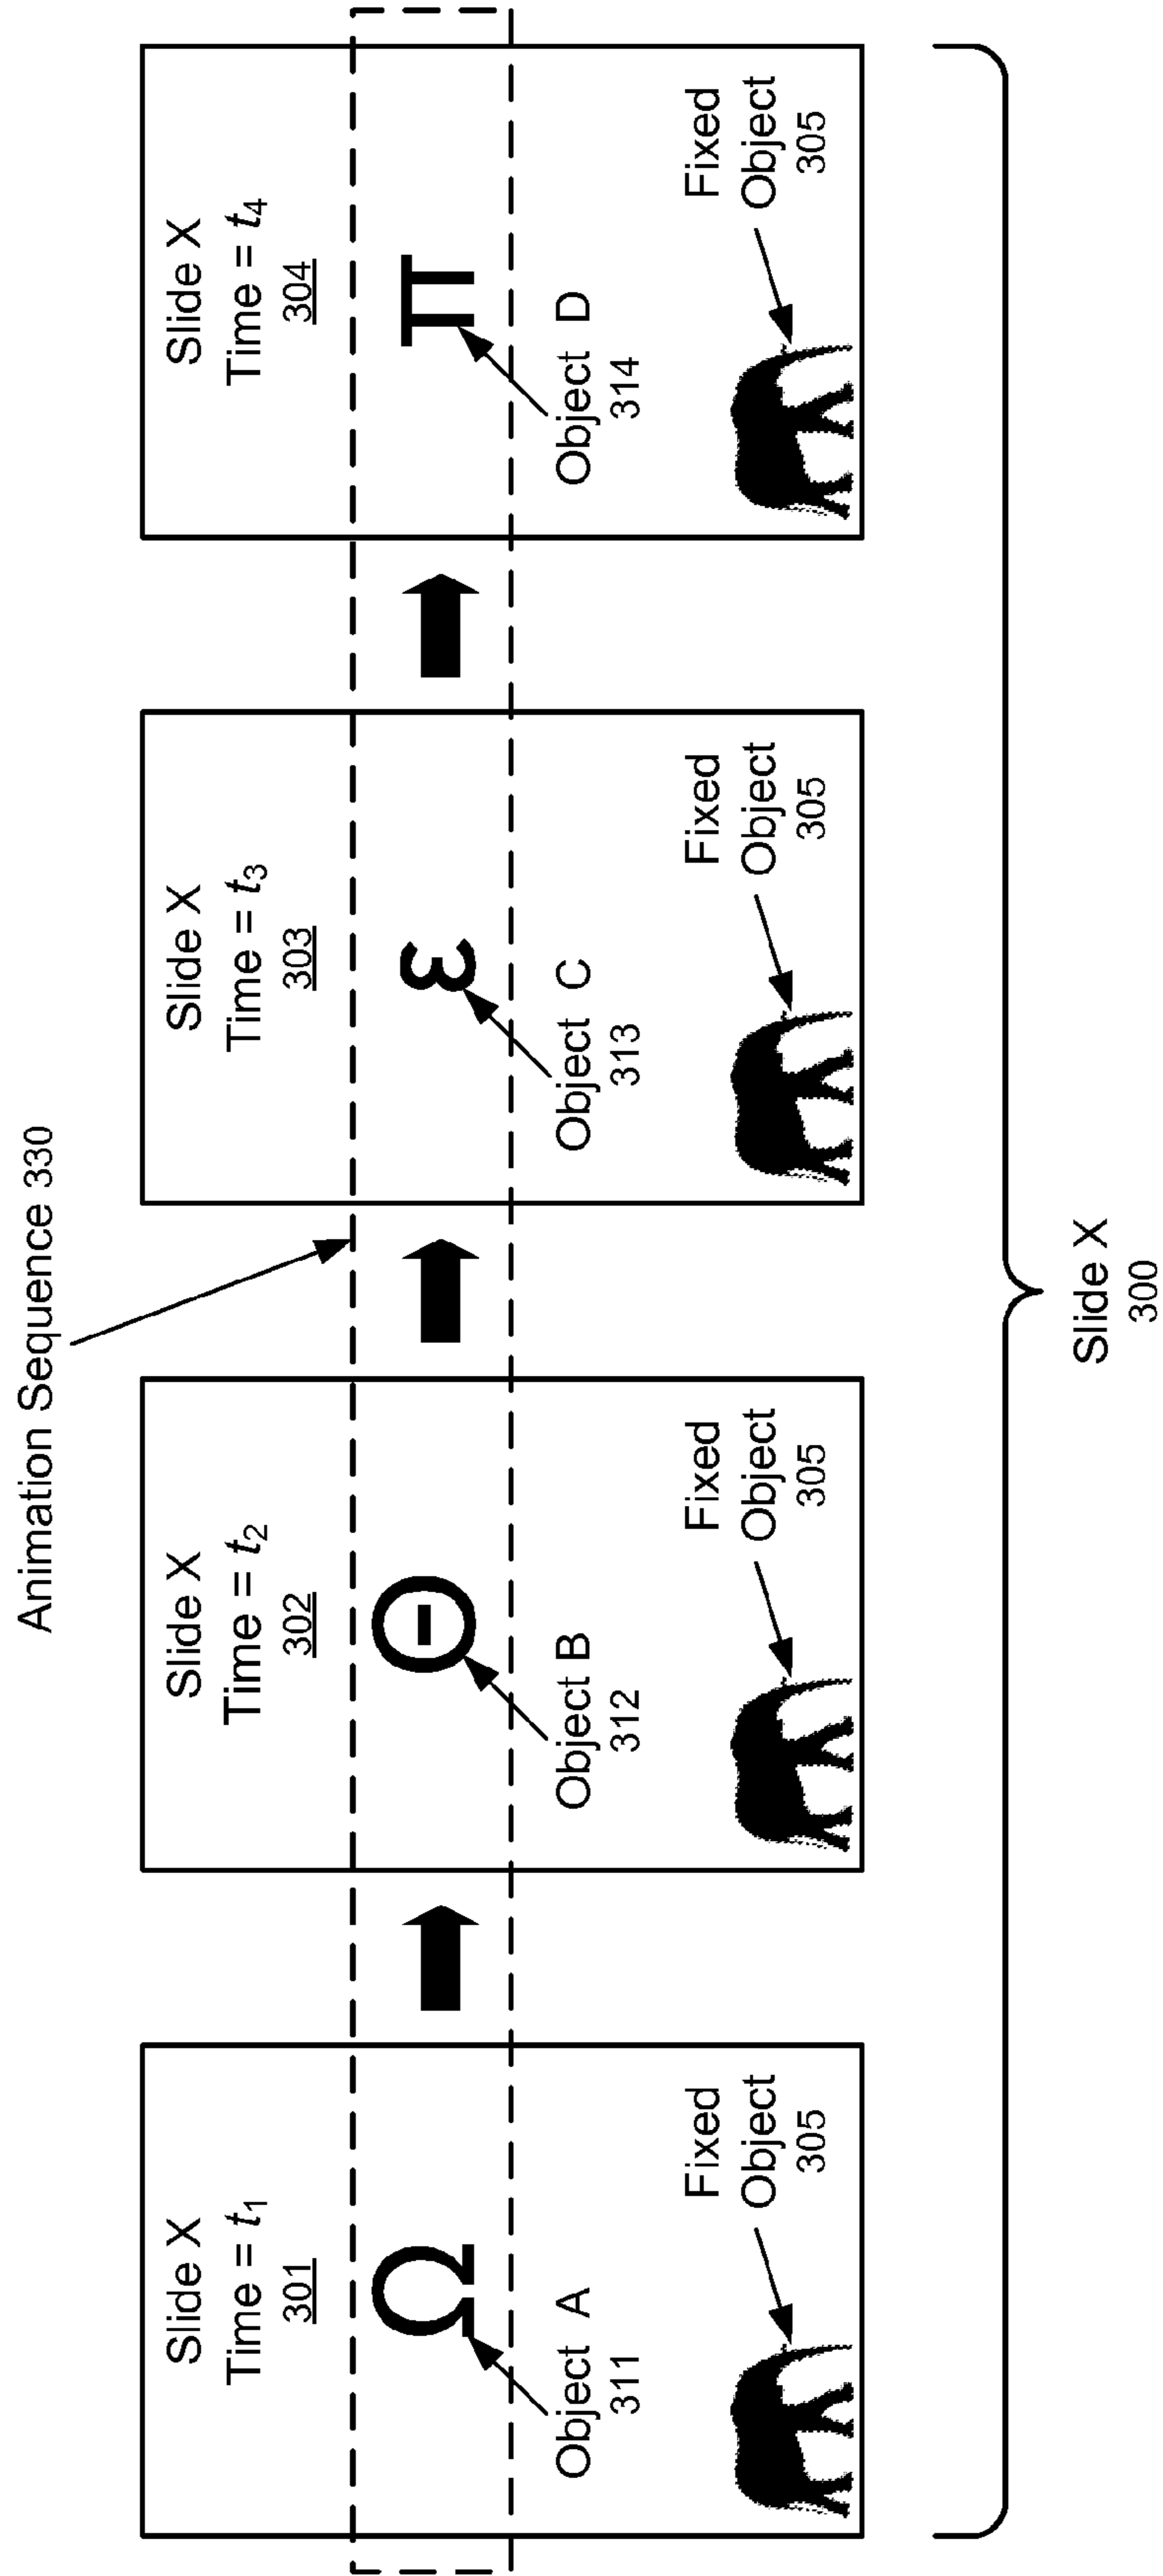 Animation Sequence 330
Slide X
Time = t1
301
Ω
Object A
311
Fixed
Object
305
Slide X
Time = t2
302
Θ
Object B
312
Fixed
Object
305
Slide X
Time = t3
303
ε
Object C
313
Fixed
Object
305
Slide X
Time = t4
304
Π
Object D
314
Fixed
Object
305
Slide X
300